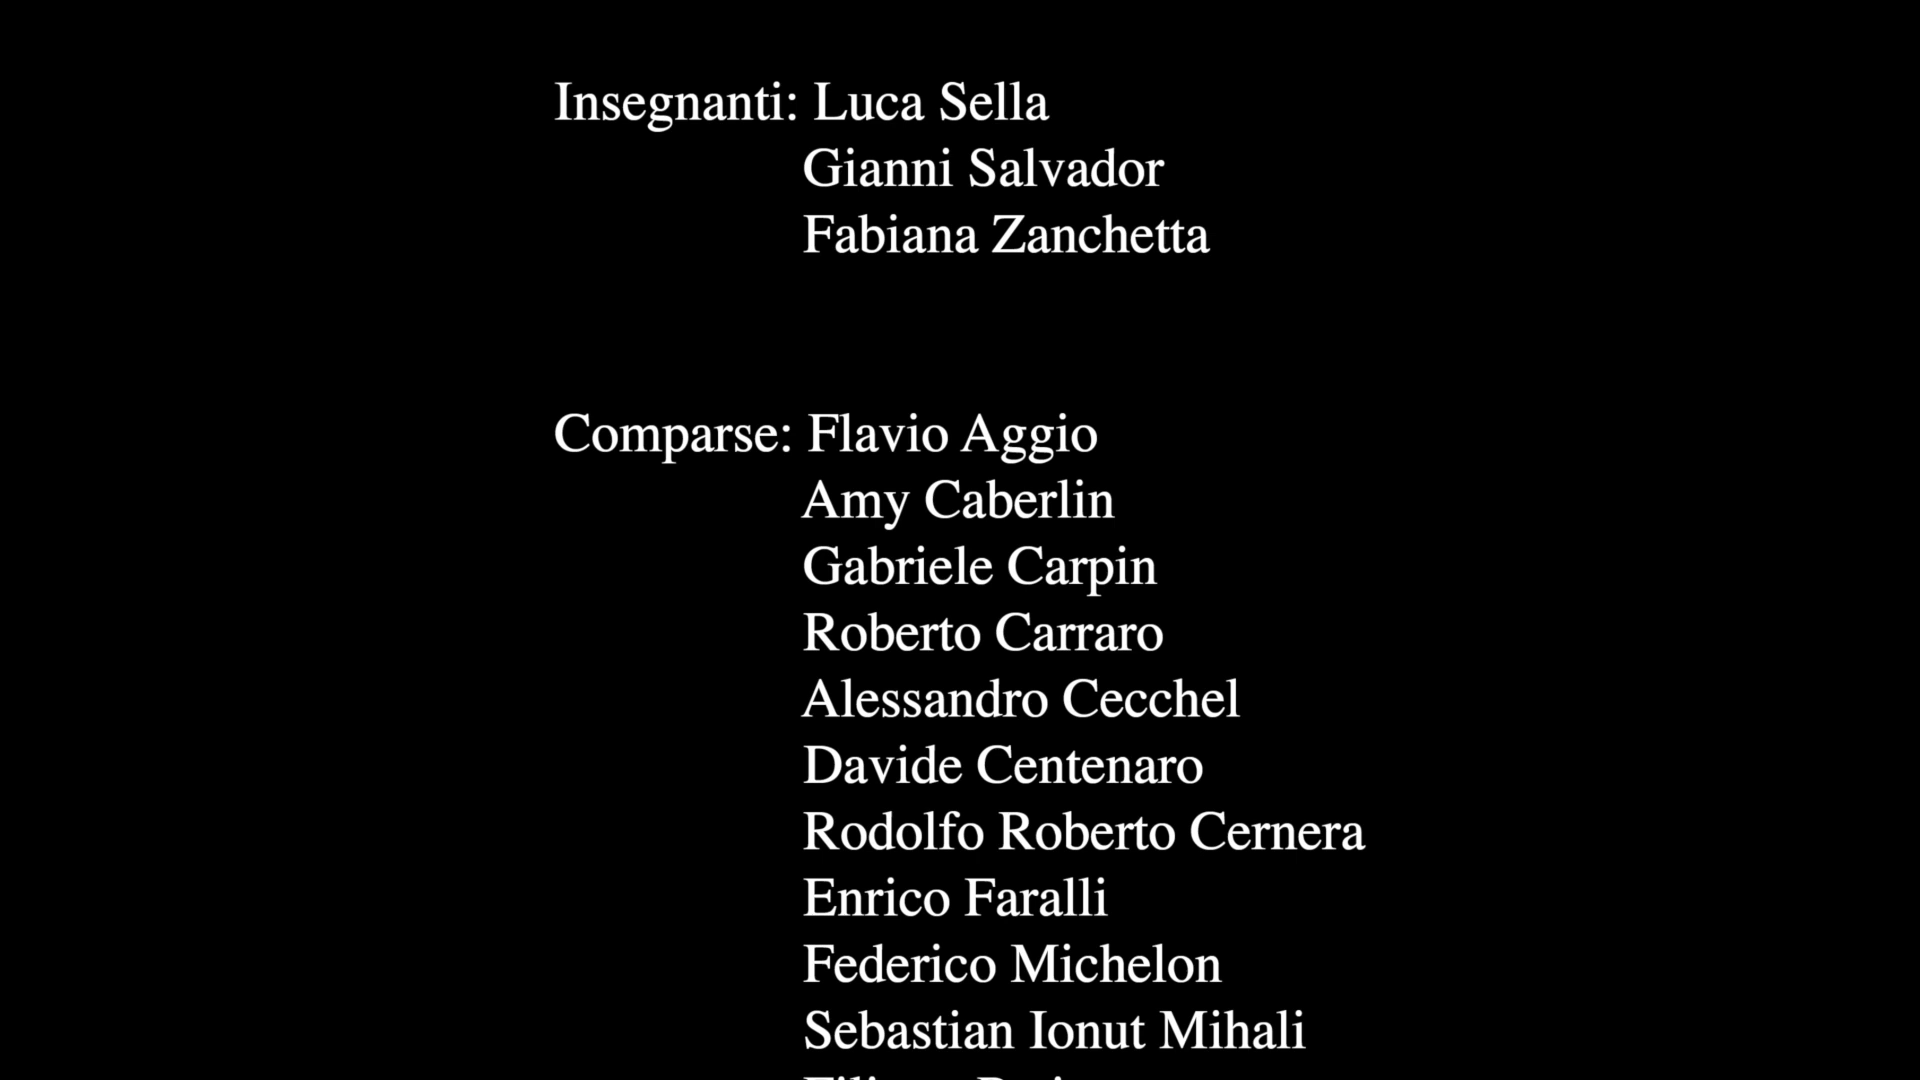 Insegnanti: Luca Sella
Gianni Salvador
Fabiana Zanchetta
Comparse: Flavio Aggio
Amy Caberlin
Gabriele Carpin
Roberto Carraro
Alessandro Cecchel
Davide Centenaro
Rodolfo Roberto Cernera
Enrico Faralli
Federico Michelon
Sebastian Ionut Mihali